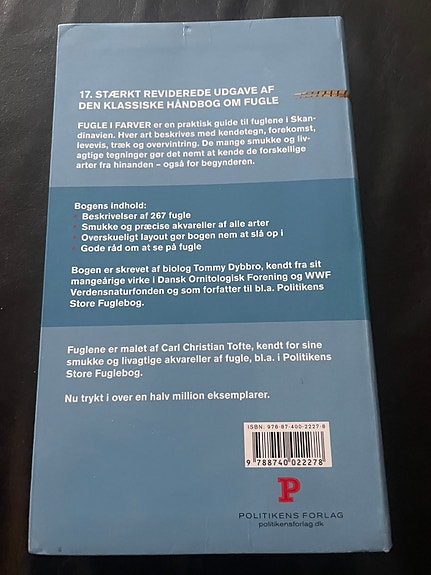 17. STÆRKT REVIDEREDE UDGAVE AF
DEN KLASSISKE HÅNDBOG OM FUGLE
FUGLE I FARVER er en praktisk guide til fuglene i Skan-
dinavien. Hver art beskrives med kendetegn, forekomst,
levevis, træk og overvintring. De mange smukke og liv-
agtige tegninger gør det nemt at kende de forskellige
arter fra hinanden – også for begynderen.
Bogens indhold:
• Beskrivelser af 267 fugle
• Smukke og præcise akvareller af alle arter
• Overskueligt layout gør bogen nem at slå op i
• Gode råd om at se på fugle
Bogen er skrevet af biolog Tommy Dybbro, kendt fra sit
mangeårige virke i Dansk Ornitologisk Forening og WWF
Verdensnaturfonden og som forfatter til bl.a. Politikens
Store Fuglebog.
Fuglene er malet af Carl Christian Tofte, kendt for sine
smukke og livagtige akvareller af fugle, bl.a. i Politikens
Store Fuglebog.
Nu trykt i over en halv million eksemplarer.
ISBN: 978-87-400-2227-8
9 788740 022278
P
POLITIKENS FORLAG
politikensforlag.dk